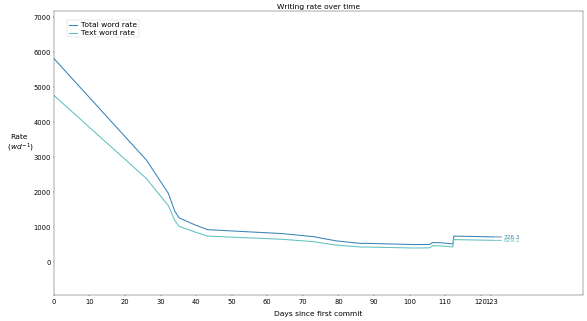 Writing rate over time
Total word rate
Text word rate
7000
6000
5000
4000
3000
2000
1000
0
Rate
(wd⁻¹)
726.3
0 10 20 30 40 50 60 70 80 90 100 110 120 123
Days since first commit